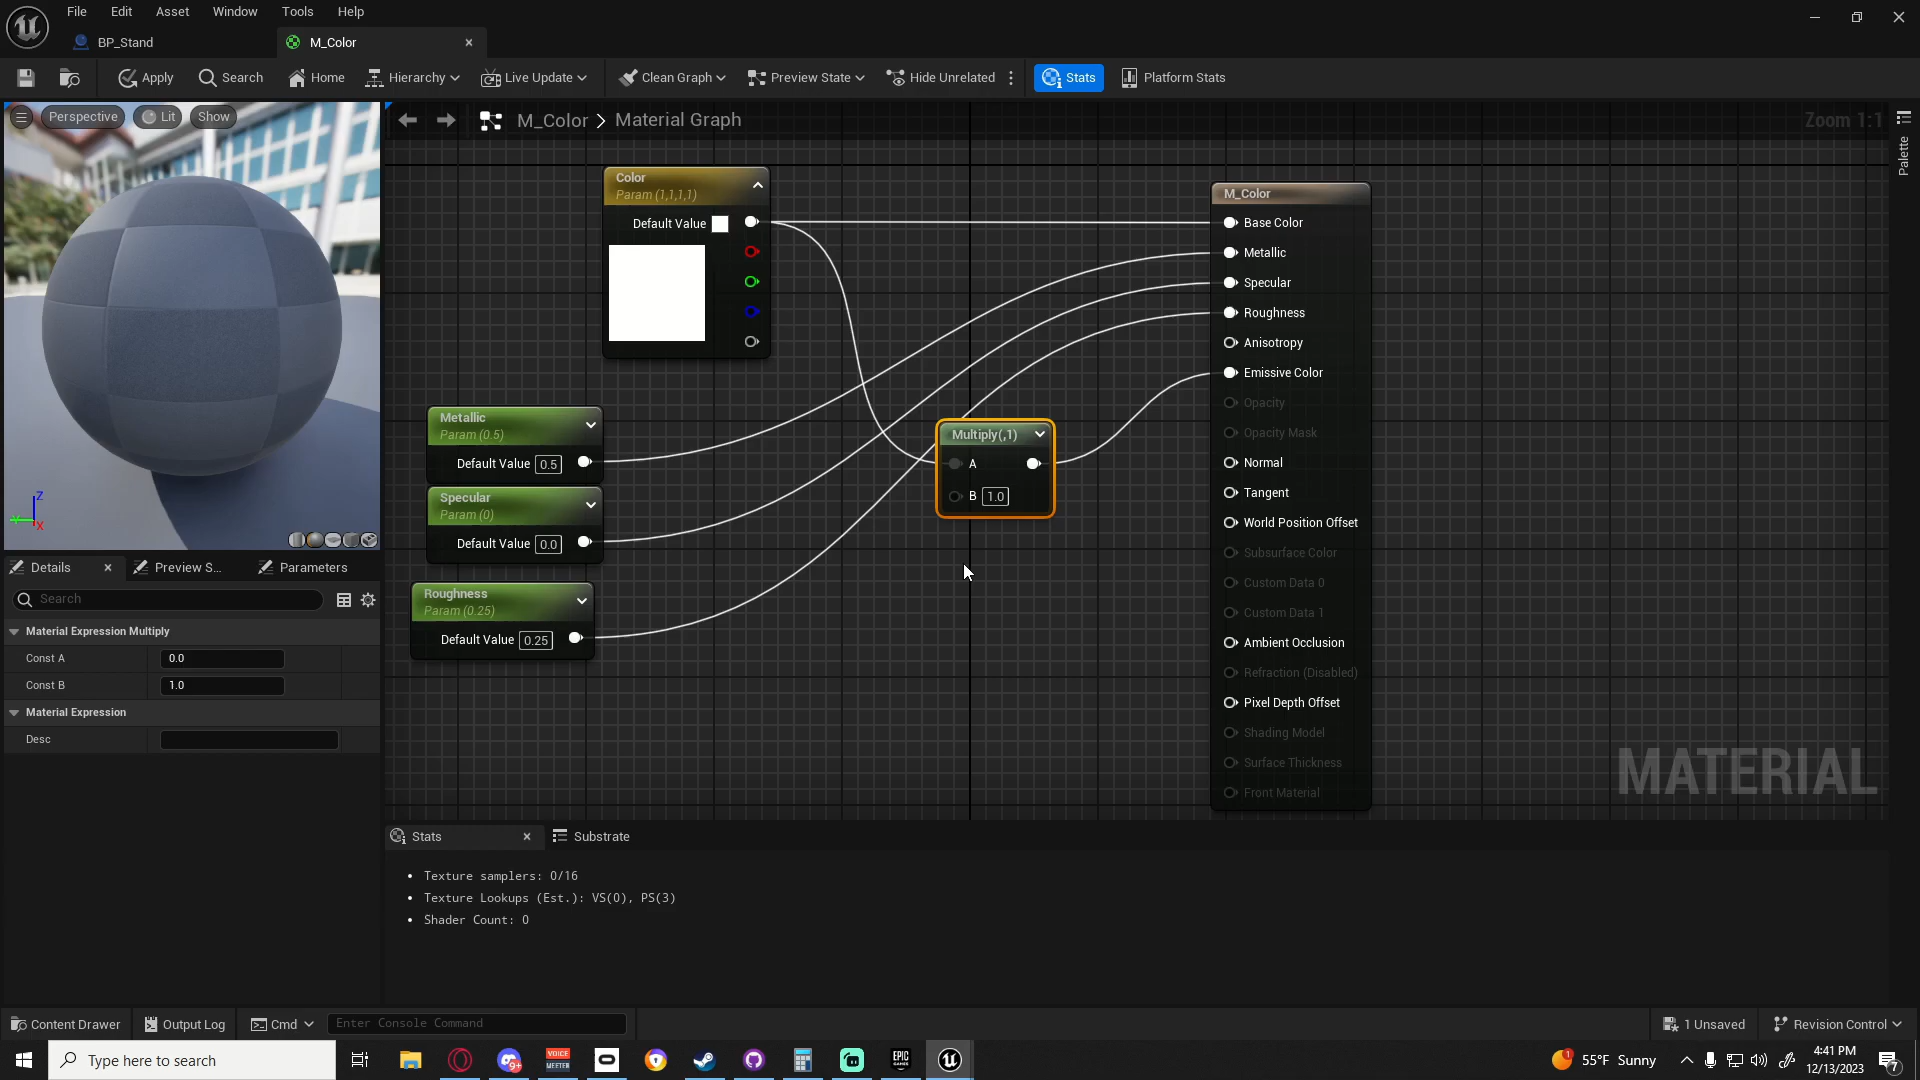 File Edit Asset Window Tools Help
BP_Stand M_Color
Apply Search Home Hierarchy Live Update Clean Graph Preview State Hide Unrelated Stats Platform Stats
Perspective Lit Show
M_Color > Material Graph
Zoom 1:1
Palette
Color
Param (1,1,1,1)
Default Value
Metallic
Param (0.5)
Default Value 0.5
Specular
Param (0)
Default Value 0.0
Roughness
Param (0.25)
Default Value 0.25
Multiply(,1)
A
B 1.0
M_Color
Base Color
Metallic
Specular
Roughness
Anisotropy
Emissive Color
Opacity
Opacity Mask
Normal
Tangent
World Position Offset
Subsurface Color
Custom Data 0
Custom Data 1
Ambient Occlusion
Refraction (Disabled)
Pixel Depth Offset
Shading Model
Surface Thickness
Front Material
MATERIAL
Z
Y
X
Details Preview S... Parameters
Search
Material Expression Multiply
Const A 0.0
Const B 1.0
Material Expression
Desc
Stats Substrate
• Texture samplers: 0/16
• Texture Lookups (Est.): VS(0), PS(3)
• Shader Count: 0
Content Drawer Output Log Cmd Enter Console Command 1 Unsaved Revision Control
Type here to search
9+
VOICE
MEETER
EPIC
GAMES
1
55°F Sunny
4:41 PM
12/13/2023
7